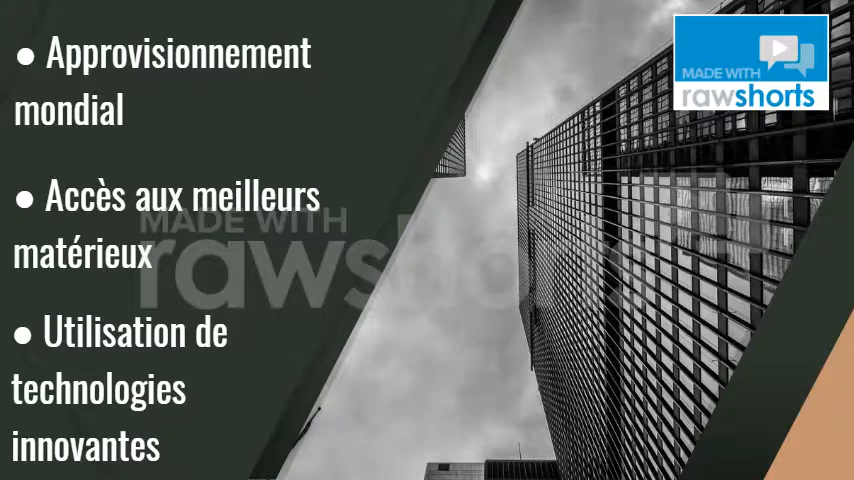 ● Approvisionnement
mondial
● Accès aux meilleurs
matérieux
● Utilisation de
technologies
innovantes
MADE WITH
rawshorts
MADE WITH
rawshorts